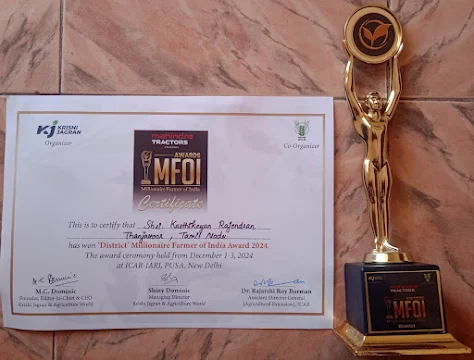 KJ KRISHI
JAGRAN
Organizer
Co-Organizer
mahindra
TRACTORS
AWARDS
MFOI
Millionaire Farmer of India
Certificate
This is to certify that Shri. Karthikeyan Rajendran
Thanjavur, Tamil Nadu
has won 'District' Millionaire Farmer of India Award 2024.
The award ceremony held from December 1-3, 2024
at ICAR-IARI, PUSA, New Delhi.
M.C. Dominic
Founder, Editor-in-Chief & CEO
Krishi Jagran & Agriculture World
Shiny Dominic
Managing Director
Krishi Jagran & Agriculture World
Dr. Rajarshi Roy Burman
Assistant Director General
(Agricultural Extension), ICAR
mahindra
TRACTORS
MFOI